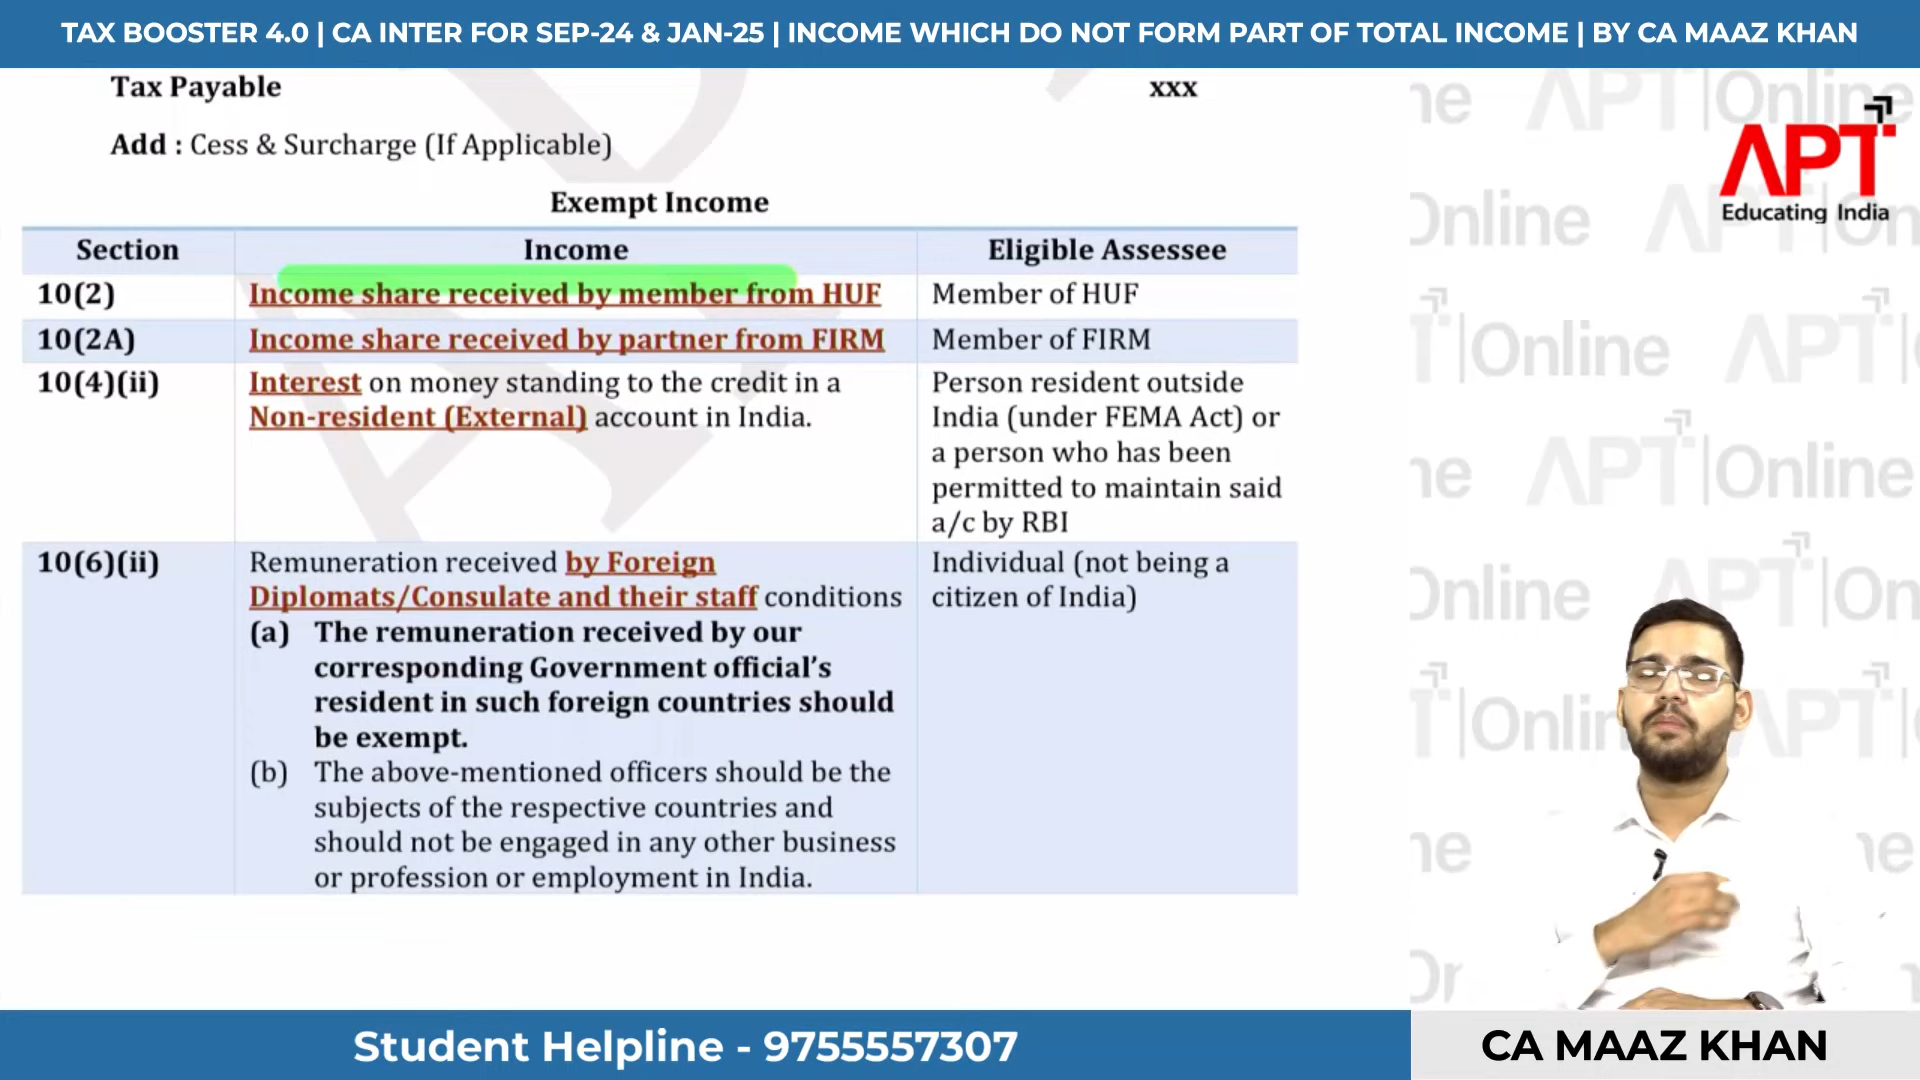 TAX BOOSTER 4.0 | CA INTER FOR SEP-24 & JAN-25 | INCOME WHICH DO NOT FORM PART OF TOTAL INCOME | BY CA MAAZ KHAN
Tax Payable xxx
Add : Cess & Surcharge (If Applicable)
Exempt Income
Section Income Eligible Assessee
10(2) Income share received by member from HUF Member of HUF
10(2A) Income share received by partner from FIRM Member of FIRM
10(4)(ii) Interest on money standing to the credit in a Person resident outside
Non-resident (External) account in India. India (under FEMA Act) or
a person who has been
permitted to maintain said
a/c by RBI
10(6)(ii) Remuneration received by Foreign Individual (not being a
Diplomats/Consulate and their staff conditions citizen of India)
(a) The remuneration received by our
corresponding Government official's
resident in such foreign countries should
be exempt.
(b) The above-mentioned officers should be the
subjects of the respective countries and
should not be engaged in any other business
or profession or employment in India.
APT
Educating India
APT|Online
Student Helpline - 9755557307
CA MAAZ KHAN